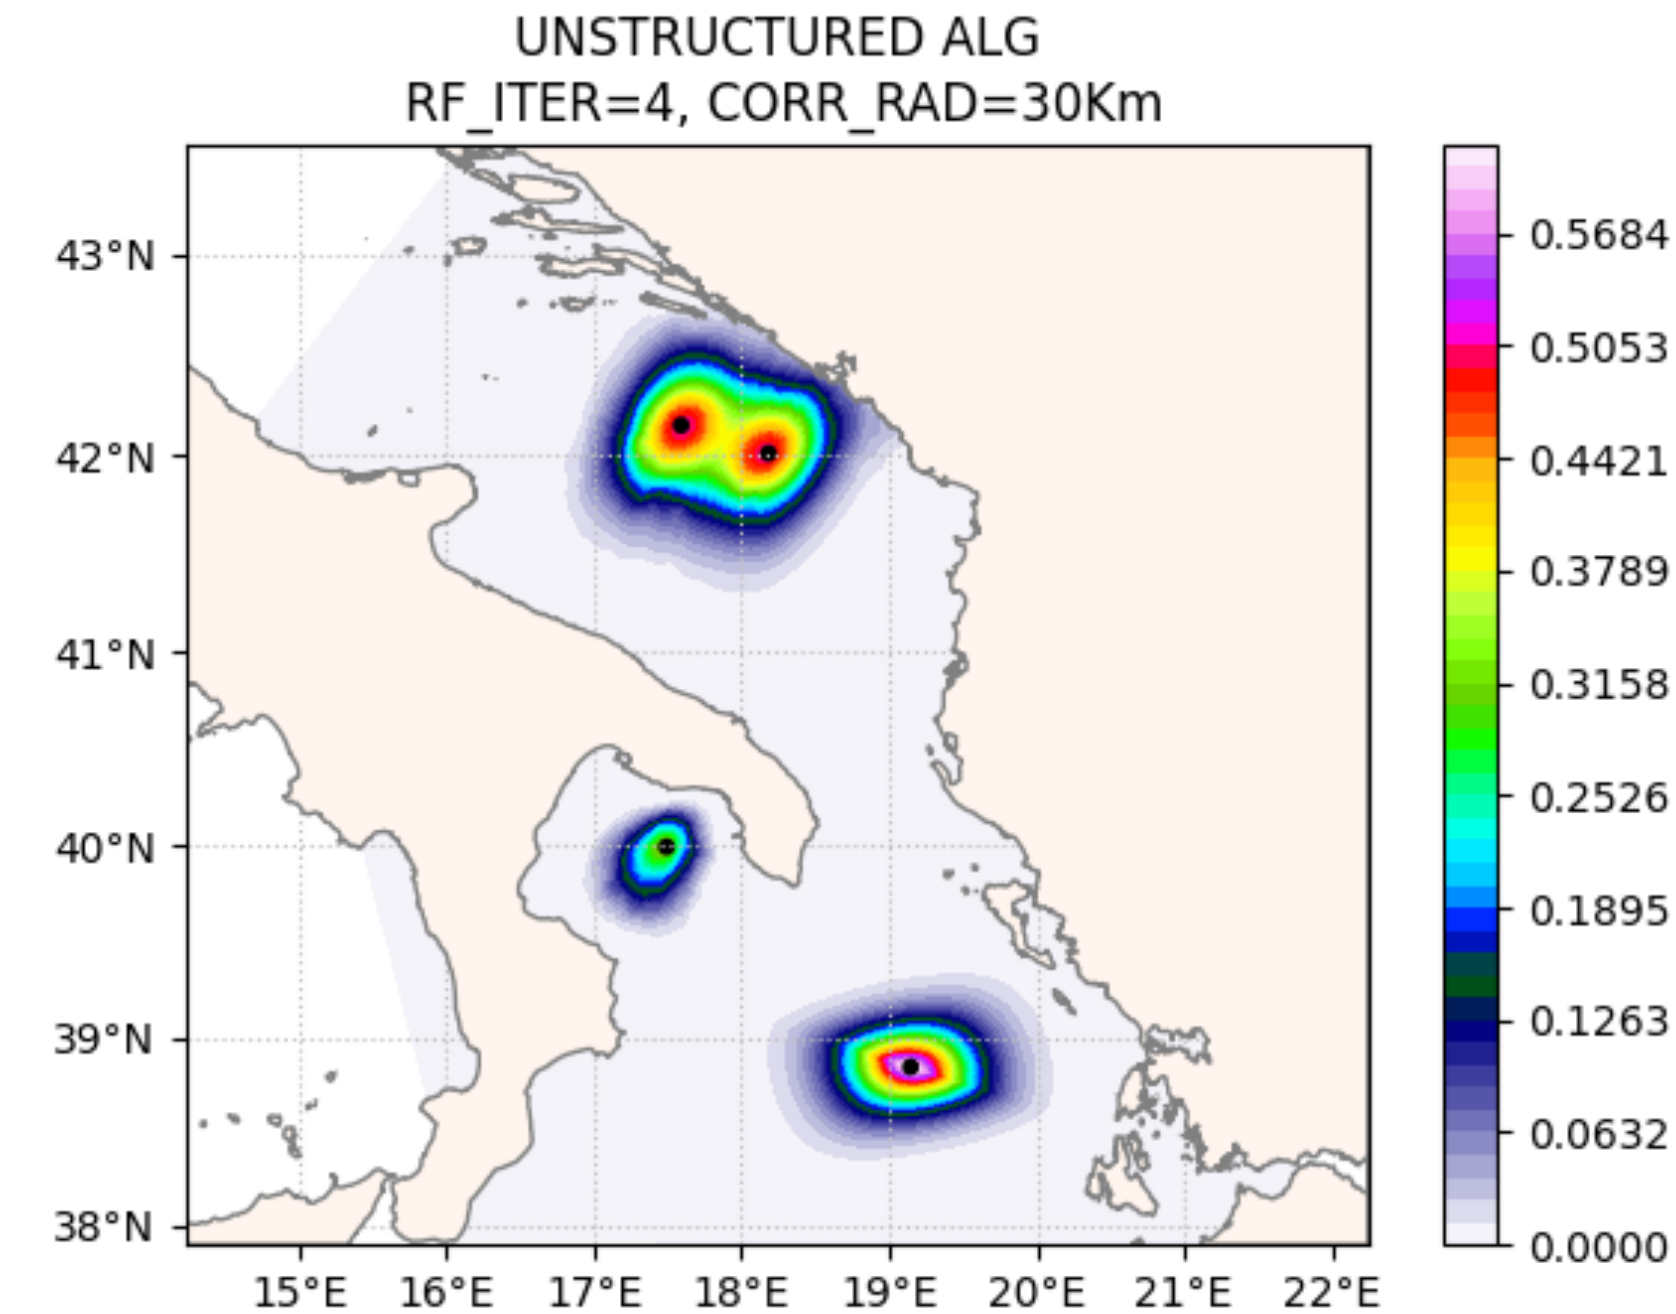 UNSTRUCTURED ALG
RF_ITER=4, CORR_RAD=30Km
43°N
42°N
41°N
40°N
39°N
38°N
15°E 16°E 17°E 18°E 19°E 20°E 21°E 22°E
0.5684
0.5053
0.4421
0.3789
0.3158
0.2526
0.1895
0.1263
0.0632
0.0000